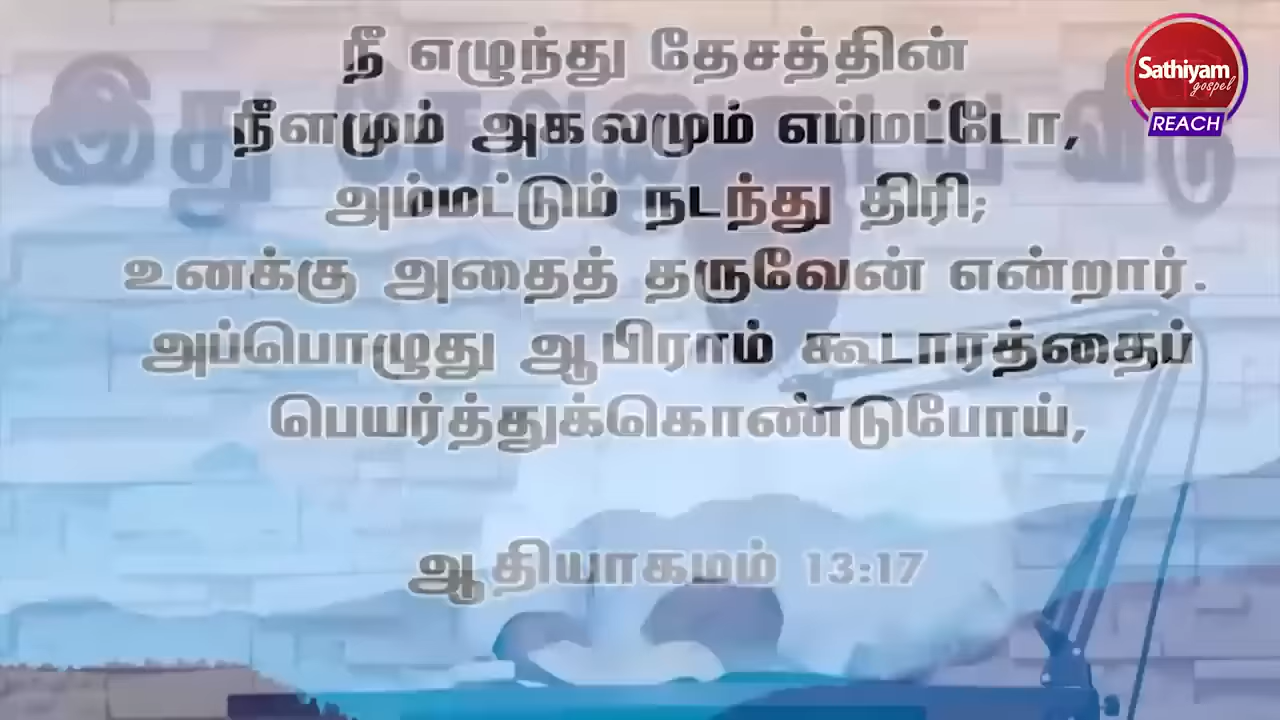 நீ எழுந்து தேசத்தின்
நீளமும் அகலமும் எம்மட்டோ,
அம்மட்டும் நடந்து திரி;
உனக்கு அதைத் தருவேன் என்றார்.
அப்பொழுது ஆபிராம் கூடாரத்தைப்
பெயர்த்துக்கொண்டுபோய்,
ஆதியாகமம் 13:17
Sathiyam
gospel
REACH
இது